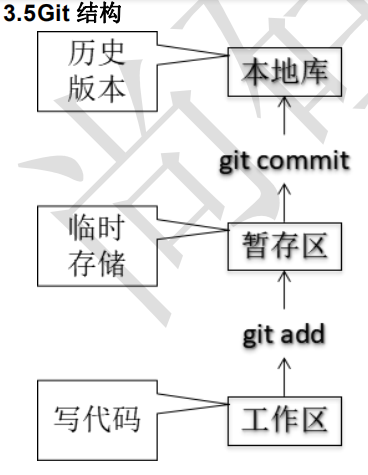 3.5Git 结构
历史
版本
本地库
git commit
临时
存储
暂存区
git add
写代码
工作区